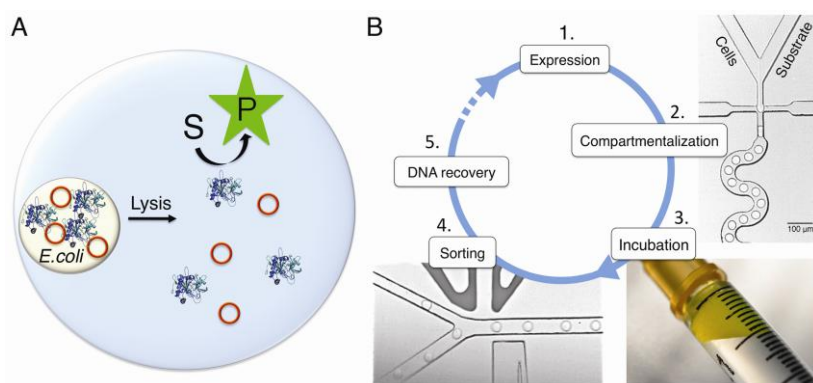 A
S
P
Lysis
E.coli
B
1.
Expression
Cells
Substrate
2.
Compartmentalization
100 µm
3.
Incubation
4.
Sorting
5.
DNA recovery